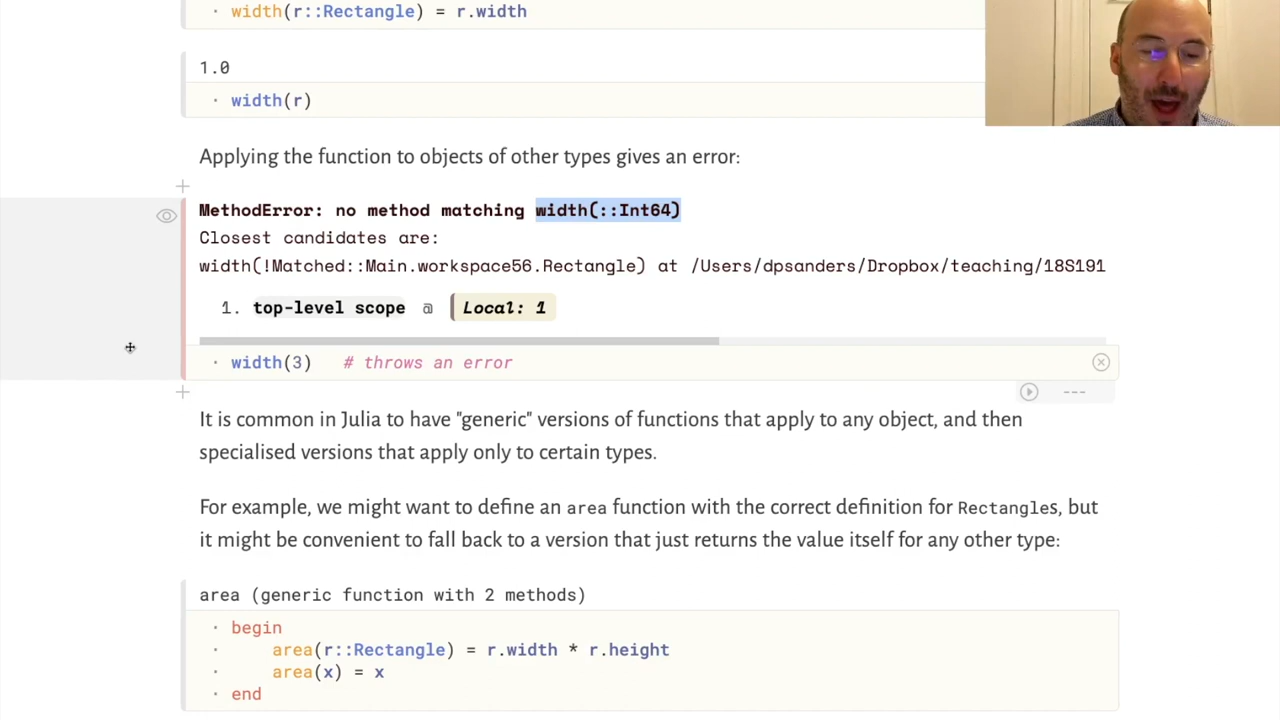 width(r::Rectangle) = r.width
1.0
width(r)
Applying the function to objects of other types gives an error:
MethodError: no method matching width(::Int64)
Closest candidates are:
width(!Matched::Main.workspace56.Rectangle) at /Users/dpsanders/Dropbox/teaching/18S191
1. top-level scope @ Local: 1
width(3) # throws an error
It is common in Julia to have "generic" versions of functions that apply to any object, and then
specialised versions that apply only to certain types.
For example, we might want to define an area function with the correct definition for Rectangles, but
it might be convenient to fall back to a version that just returns the value itself for any other type:
area (generic function with 2 methods)
begin
area(r::Rectangle) = r.width * r.height
area(x) = x
end